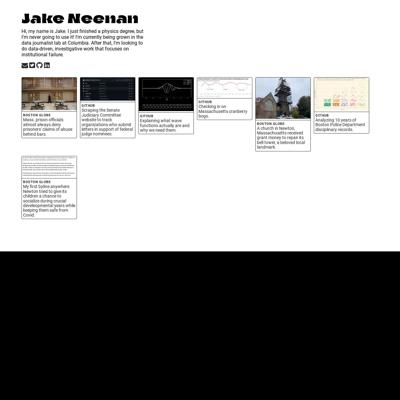 Jake Neenan
Hi, my name is Jake. I just finished a physics degree, but
I'm never going to use it! I'm currently being grown in the
data journalist lab at Columbia. After that, I'm looking to
do data-driven, investigative work that focuses on
institutional failure.
BOSTON GLOBE
Mass. prison officials
almost always deny
prisoners' claims of abuse
behind bars.
GITHUB
Scraping the Senate
Judiciary Committee
website to track
organizations who submit
letters in support of federal
judge nominees.
GITHUB
Explaining what wave
functions actually are and
why we need them.
GITHUB
Checking in on
Massachusetts cranberry
bogs.
BOSTON GLOBE
A church in Newton,
Massachusetts received
grant money to repair its
bell tower, a beloved local
landmark.
GITHUB
Analyzing 10 years of
Boston Police Department
disciplinary records.
BOSTON GLOBE
My first byline anywhere.
Newton tried to give its
children a chance to
socialize during crucial
developmental years while
keeping them safe from
Covid.